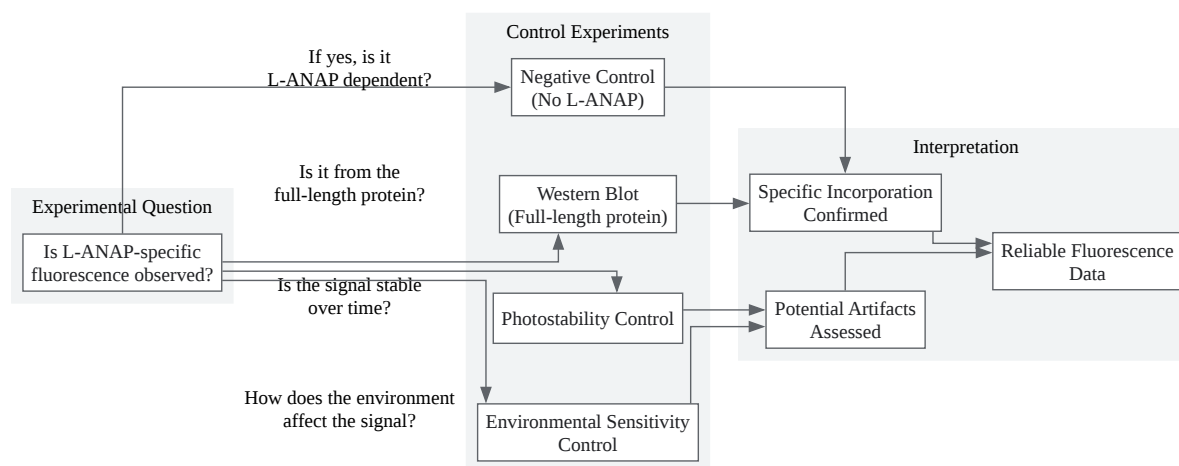 Control Experiments
If yes, is it
L-ANAP dependent?
Negative Control
(No L-ANAP)
Interpretation
Is it from the
full-length protein?
Western Blot
(Full-length protein)
Specific Incorporation
Confirmed
Experimental Question
Is L-ANAP-specific
fluorescence observed?
Reliable Fluorescence
Data
Is the signal stable
over time?
Photostability Control
Potential Artifacts
Assessed
How does the environment
affect the signal?
Environmental Sensitivity
Control